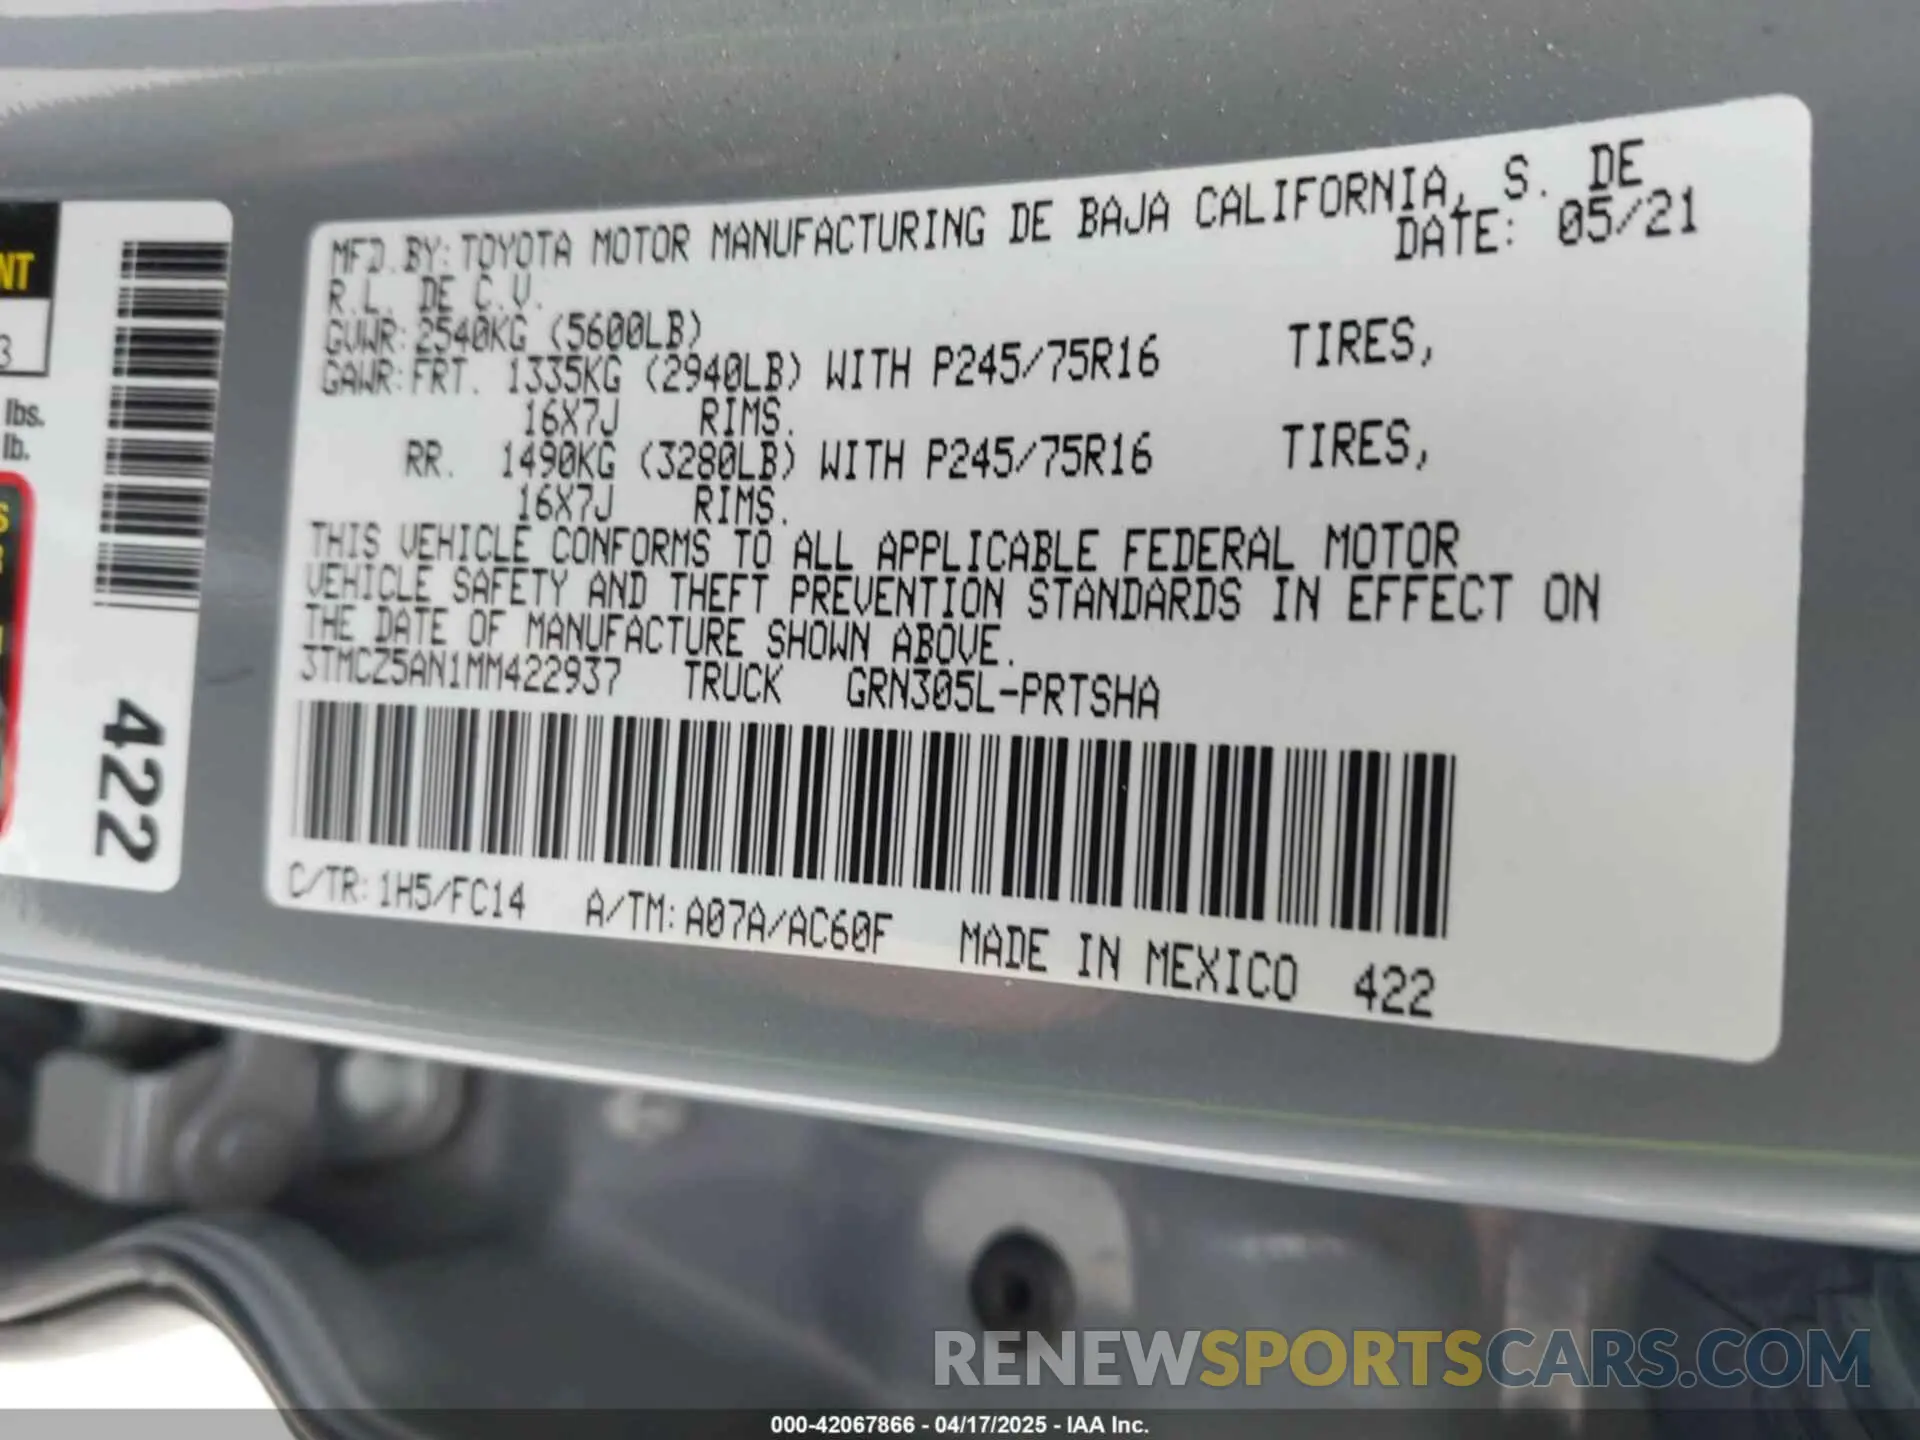 MFD. BY: TOYOTA MOTOR MANUFACTURING DE BAJA CALIFORNIA, S. DE
R.L. DE C.V. DATE: 05/21
GVWR: 2540KG (5600LB)
GAWR: FRT. 1335KG (2940LB) WITH P245/75R16 TIRES,
16X7J RIMS.
RR. 1490KG (3280LB) WITH P245/75R16 TIRES,
16X7J RIMS.
THIS VEHICLE CONFORMS TO ALL APPLICABLE FEDERAL MOTOR
VEHICLE SAFETY AND THEFT PREVENTION STANDARDS IN EFFECT ON
THE DATE OF MANUFACTURE SHOWN ABOVE.
3TMCZ5AN1MM422937 TRUCK GRN305L-PRTSHA
C/TR: 1H5/FC14 A/TM: A07A/AC60F MADE IN MEXICO 422
NT
3
lbs.
lb.
422
RENEWSPORTSCARS.COM
000-42067866 - 04/17/2025 - IAA Inc.